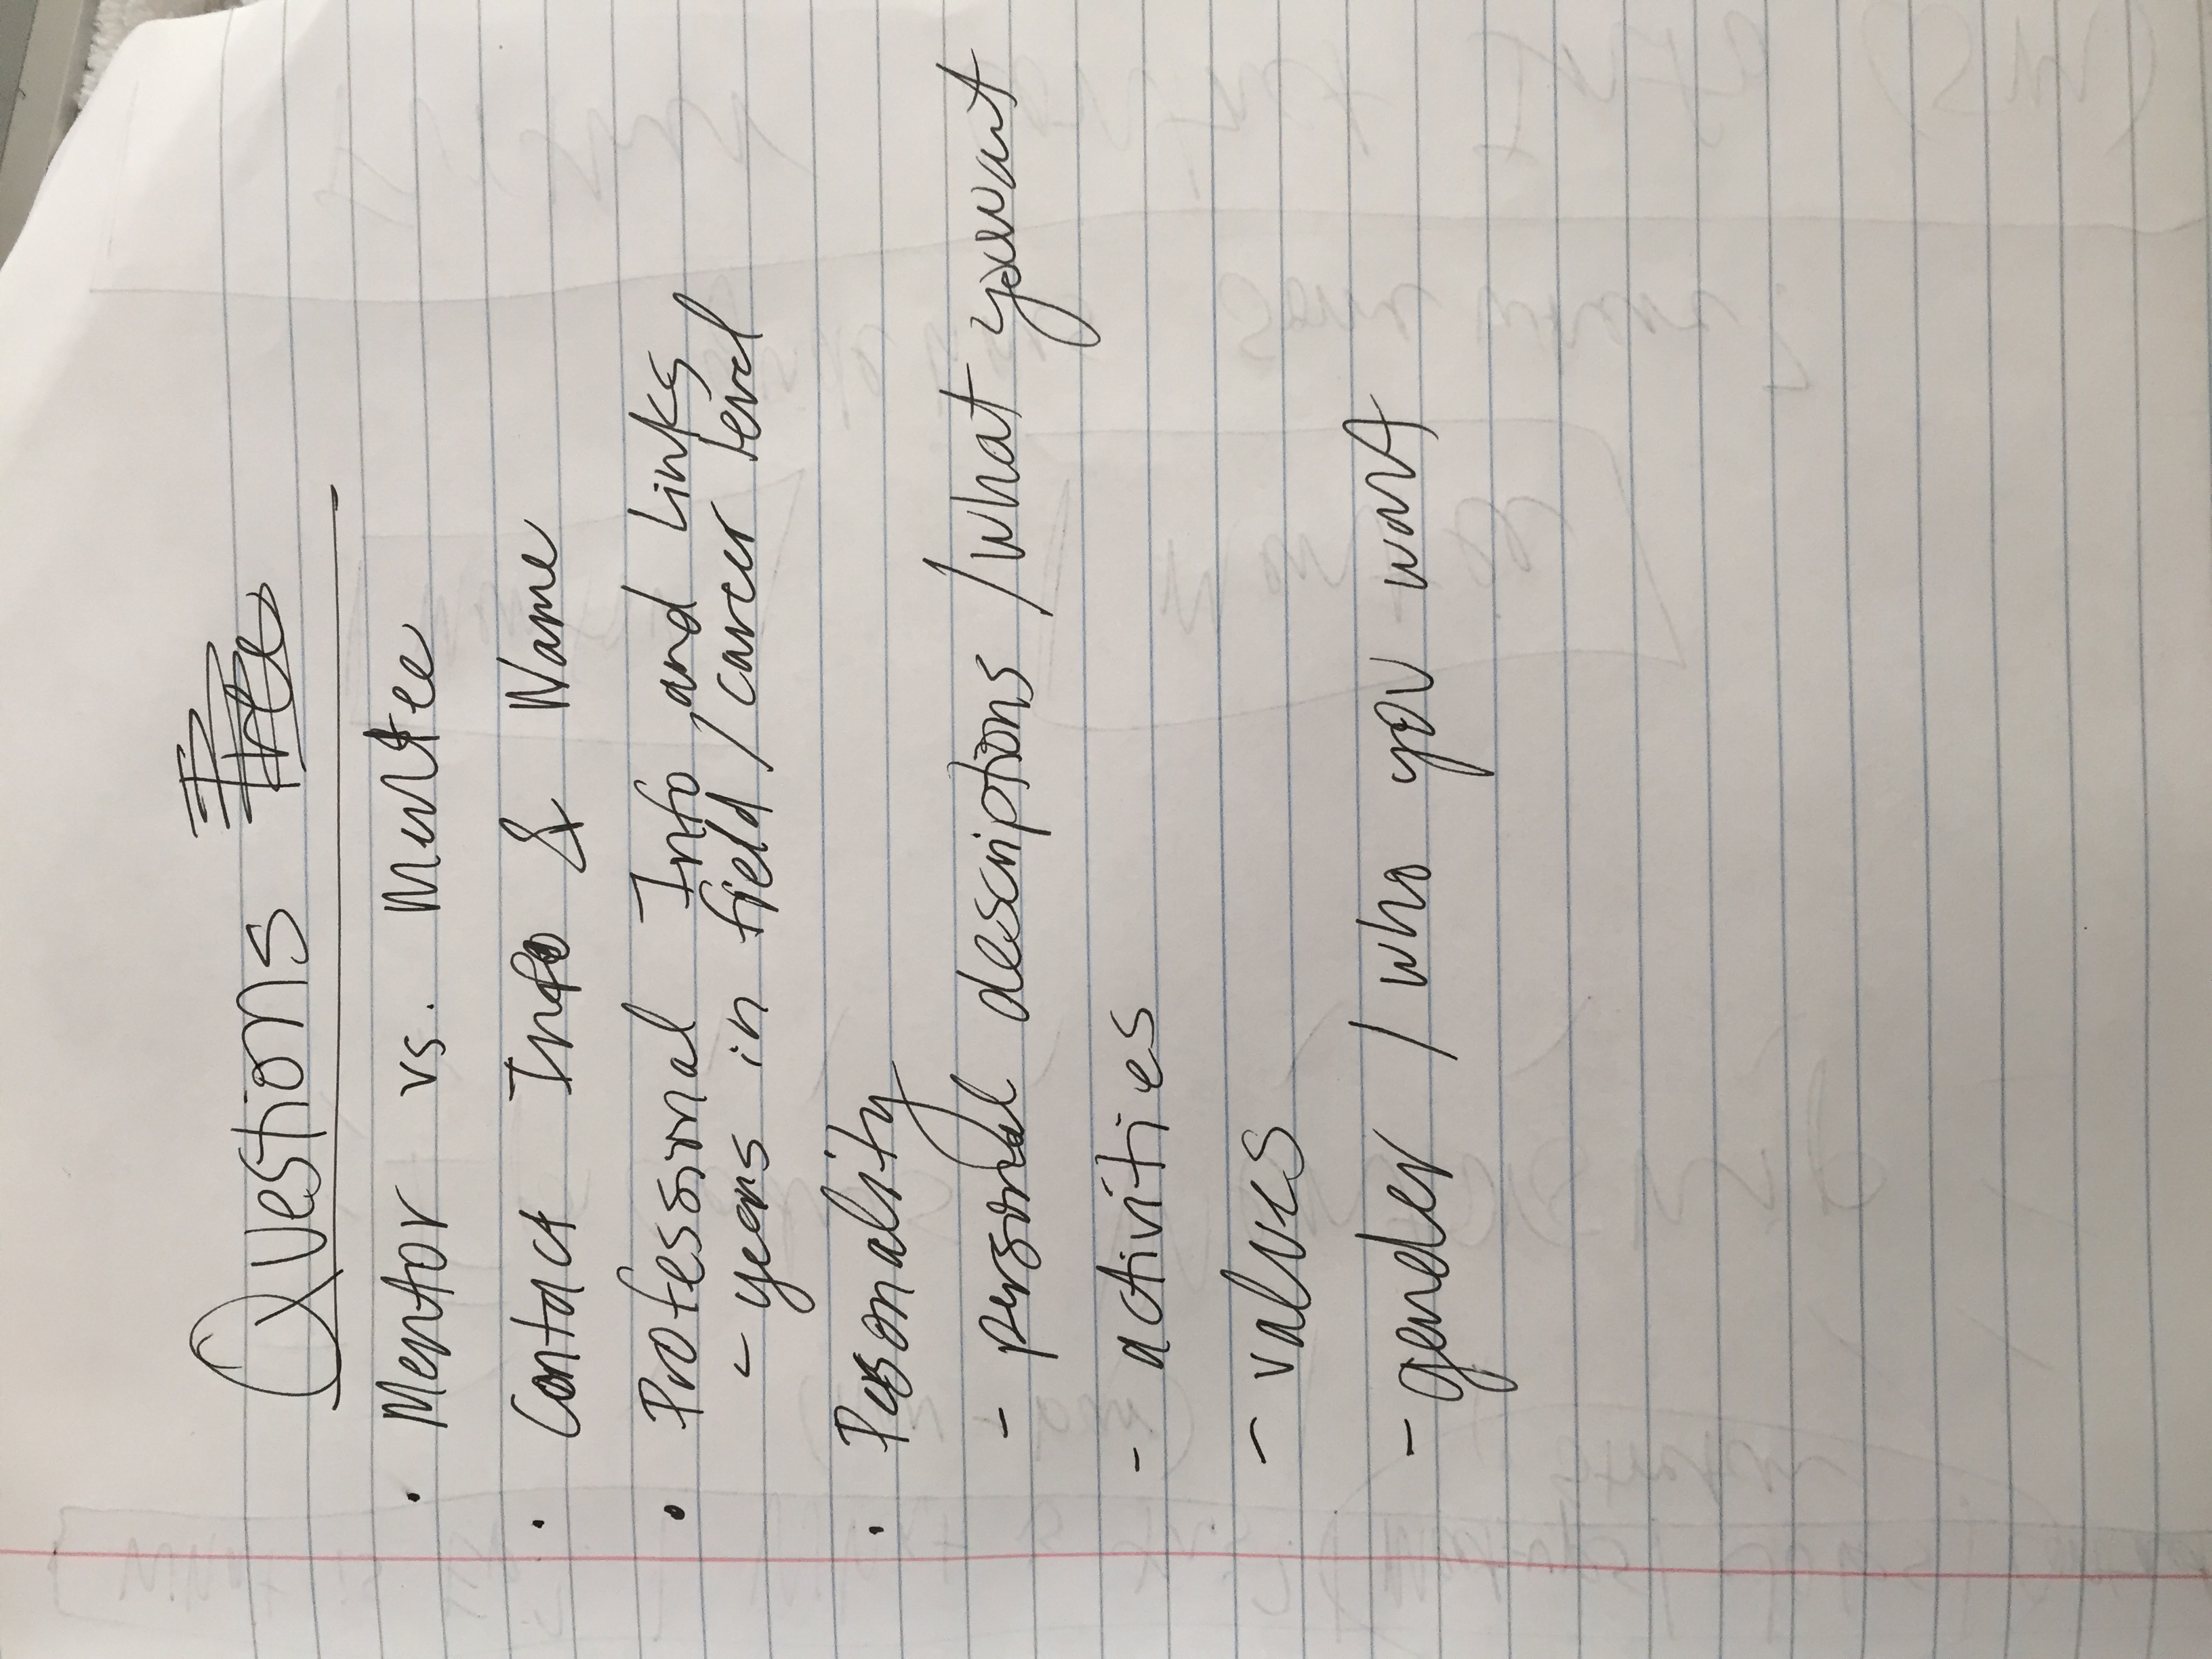 Questions Tree
• Mentor vs. Mentee
• Contact Info & Name
• Professional Info and Links
- years in field / career level
• Personality
- personal descriptions / what you want
- activities
- values
- gender / who you want